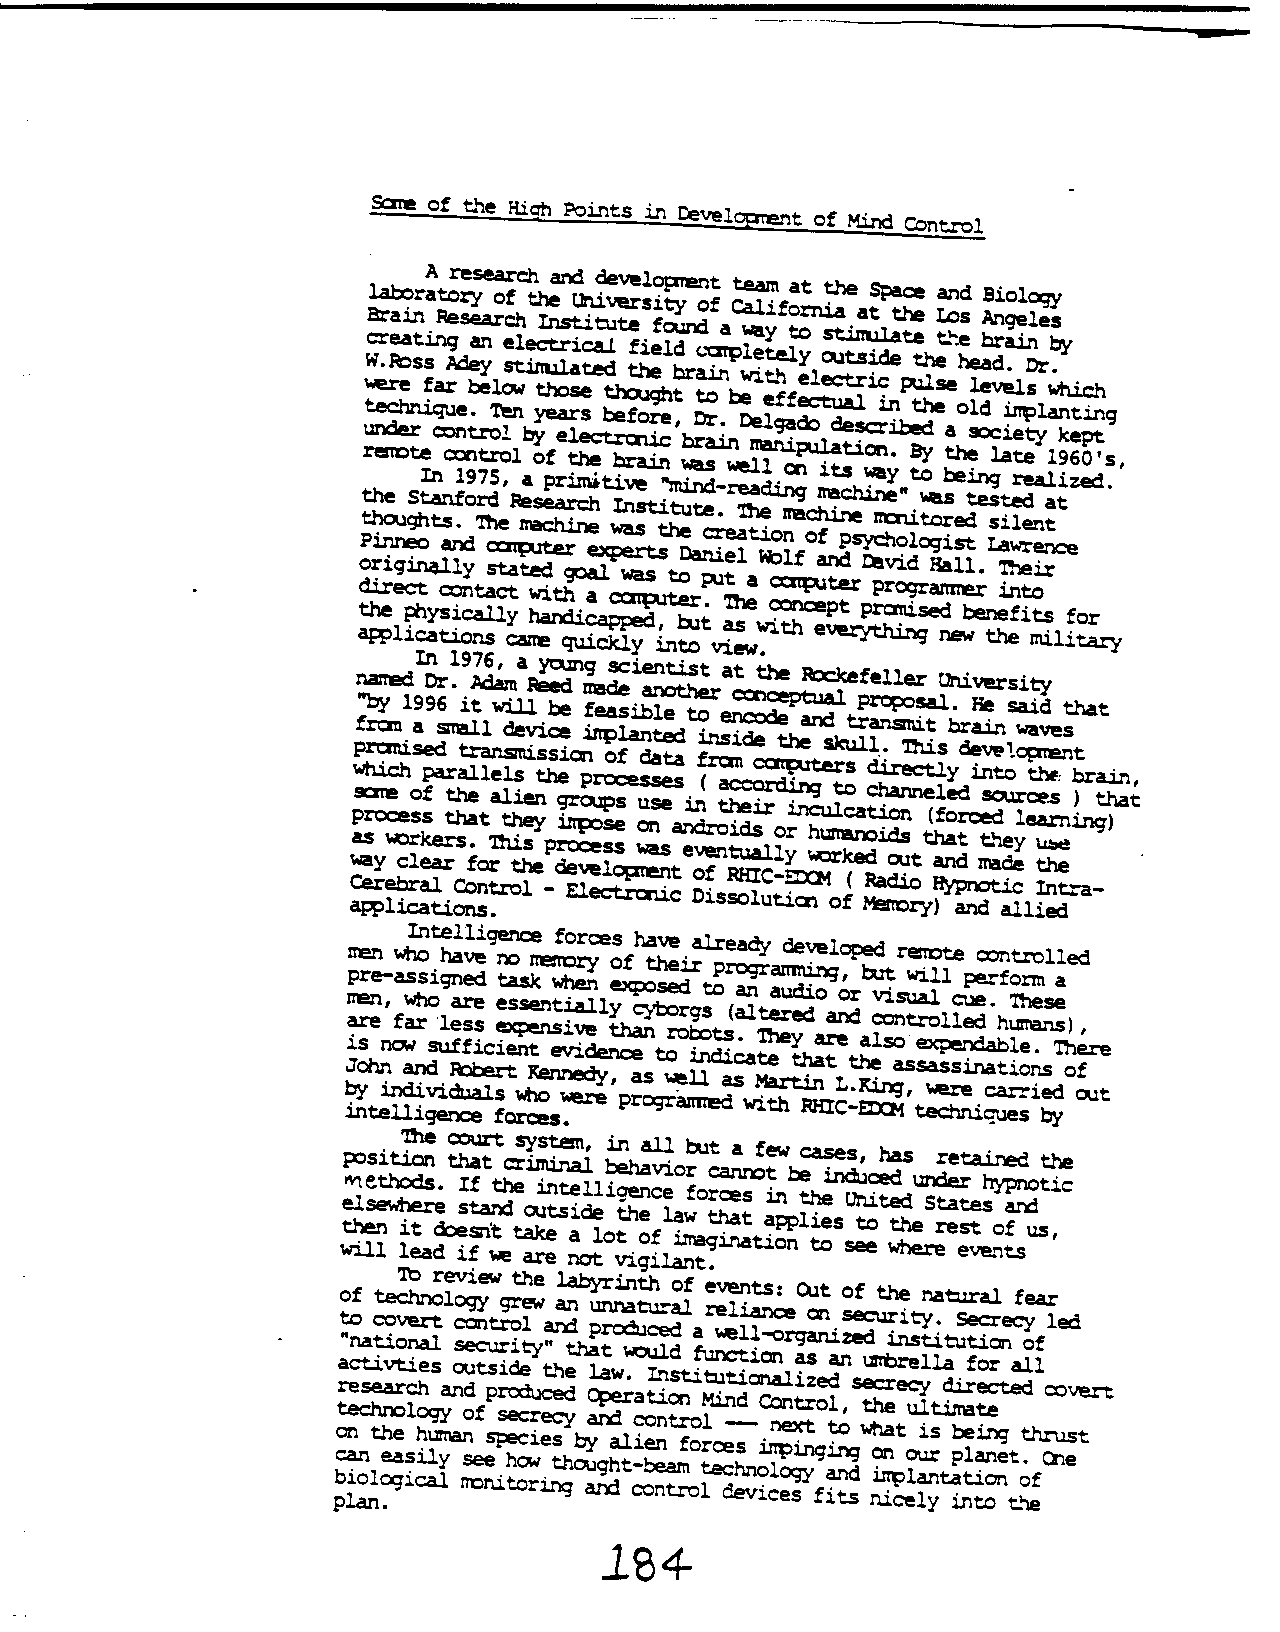 Some of the High Points in Development of Mind Control
A research and development team at the Space and Biology
laboratory of the University of California at the Los Angeles
Brain Research Institute found a way to stimulate the brain by
creating an electrical field completely outside the head. Dr.
W.Ross Adey stimulated the brain with electric pulse levels which
were far below those thought to be effectual in the old implanting
technique. Ten years before, Dr. Delgado described a society kept
under control by electronic brain manipulation. By the late 1960's,
remote control of the brain was well on its way to being realized.
In 1975, a primitive "mind-reading machine" was tested at
the Stanford Research Institute. The machine monitored silent
thoughts. The machine was the creation of psychologist Lawrence
Pinneo and computer experts Daniel Wolf and David Hall. Their
originally stated goal was to put a computer programmer into
direct contact with a computer. The concept promised benefits for
the physically handicapped, but as with everything new the military
applications came quickly into view.
In 1976, a young scientist at the Rockefeller University
named Dr. Adam Reed made another conceptual proposal. He said that
"by 1996 it will be feasible to encode and transmit brain waves
from a small device implanted inside the skull. This development
promised transmission of data from computers directly into the brain,
which parallels the processes ( according to channeled sources ) that
some of the alien groups use in their inculcation (forced learning)
process that they impose on androids or humanoids that they use
as workers. This process was eventually worked out and made the
way clear for the development of RHIC-EDOM ( Radio Hypnotic Intra-
Cerebral Control - Electronic Dissolution of Memory) and allied
applications.
Intelligence forces have already developed remote controlled
men who have no memory of their programming, but will perform a
pre-assigned task when exposed to an audio or visual cue. These
men, who are essentially cyborgs (altered and controlled humans),
are far less expensive than robots. They are also expendable. There
is now sufficient evidence to indicate that the assassinations of
John and Robert Kennedy, as well as Martin L.King, were carried out
by individuals who were programmed with RHIC-EDOM techniques by
intelligence forces.
The court system, in all but a few cases, has retained the
position that criminal behavior cannot be induced under hypnotic
methods. If the intelligence forces in the United States and
elsewhere stand outside the law that applies to the rest of us,
then it doesn't take a lot of imagination to see where events
will lead if we are not vigilant.
To review the labyrinth of events: Out of the natural fear
of technology grew an unnatural reliance on security. Secrecy led
to covert control and produced a well-organized institution of
"national security" that would function as an umbrella for all
activties outside the law. Institutionalized secrecy directed covert
research and produced Operation Mind Control, the ultimate
technology of secrecy and control — next to what is being thrust
on the human species by alien forces impinging on our planet. One
can easily see how thought-beam technology and implantation of
biological monitoring and control devices fits nicely into the
plan.
184